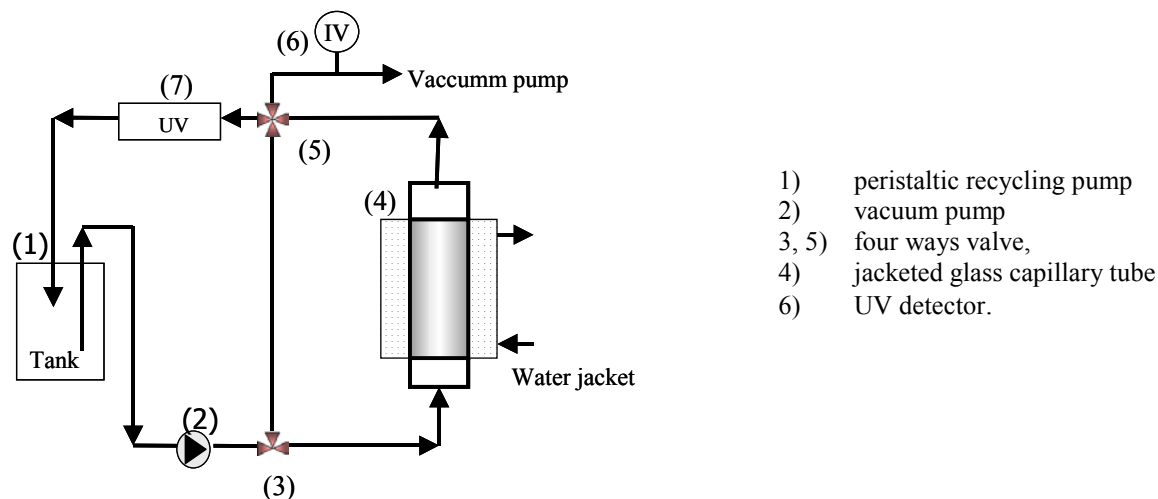 (6)
IV
Vaccumm pump
(7)
UV
(5)
(4)
(1)
Tank
Water jacket
(2)
(3)
1) peristaltic recycling pump
2) vacuum pump
3, 5) four ways valve,
4) jacketed glass capillary tube
6) UV detector.